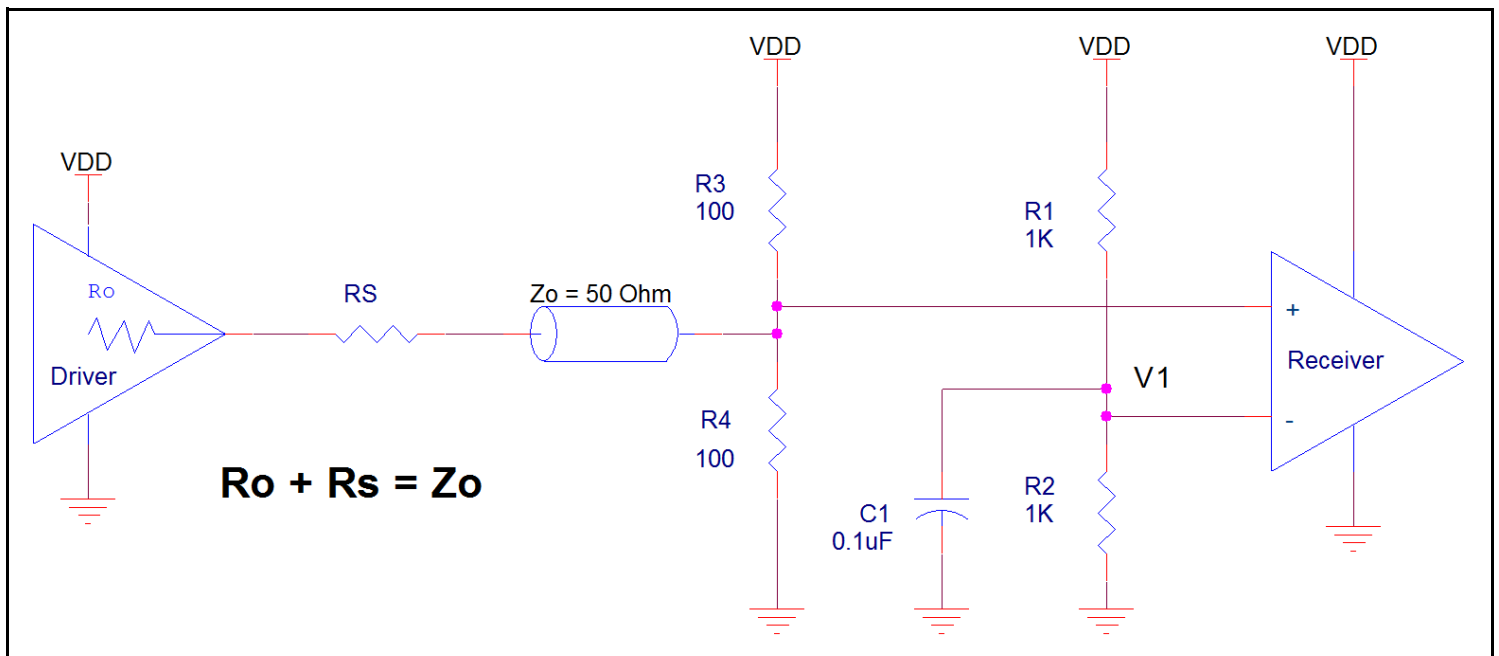 VDD
VDD
VDD
VDD
R3
100
R1
1K
Ro
RS
Zo = 50 Ohm
+
Driver
Receiver
V1
-
R4
100
Ro + Rs = Zo
R2
1K
C1
0.1uF